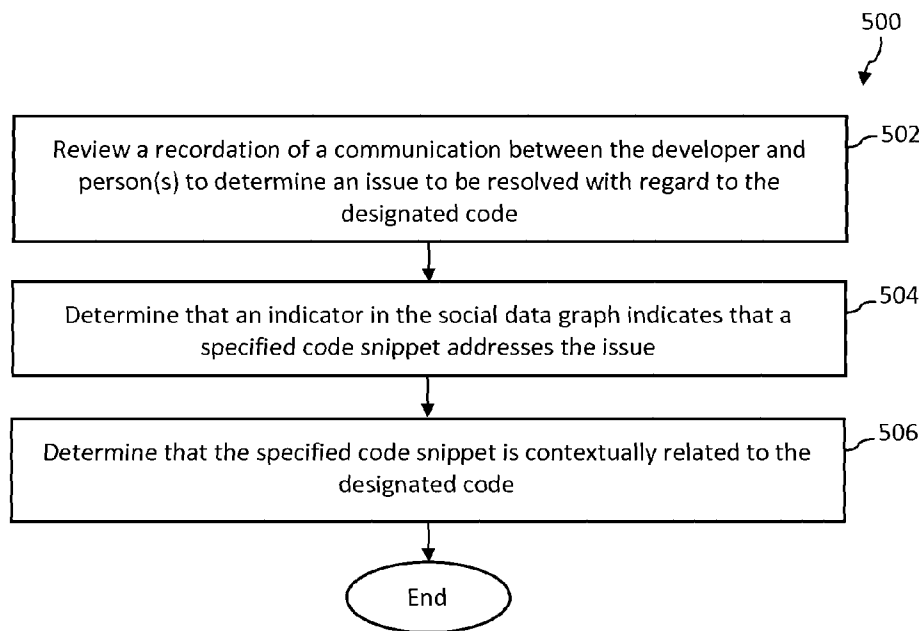 500
Review a recordation of a communication between the developer and
person(s) to determine an issue to be resolved with regard to the
designated code
502
Determine that an indicator in the social data graph indicates that a
specified code snippet addresses the issue
504
Determine that the specified code snippet is contextually related to the
designated code
506
End